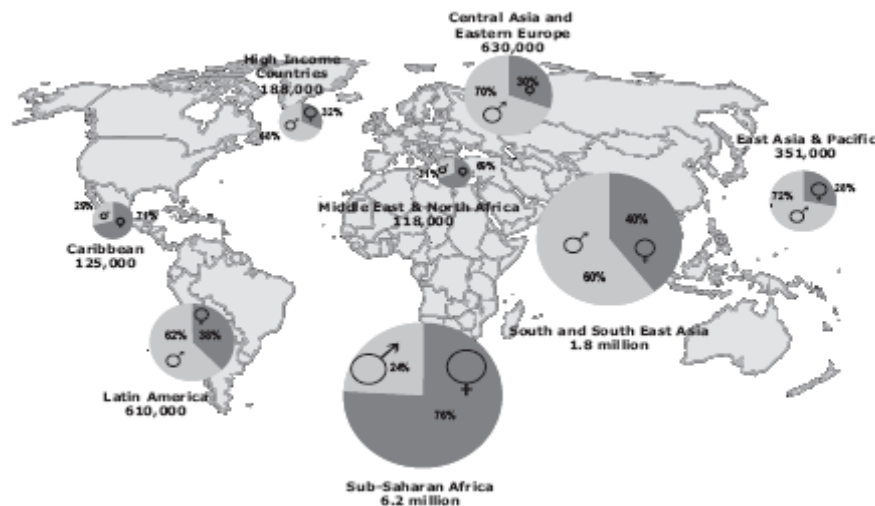 Central Asia and
Eastern Europe
630,000
70%
30%
High Income
Countries
188,000
32%
68%
East Asia & Pacific
351,000
72%
28%
31%
69%
Middle East & North Africa
118,000
29%
71%
Caribbean
125,000
40%
60%
South and South East Asia
1.8 million
62%
38%
Latin America
610,000
24%
76%
Sub-Saharan Africa
6.2 million